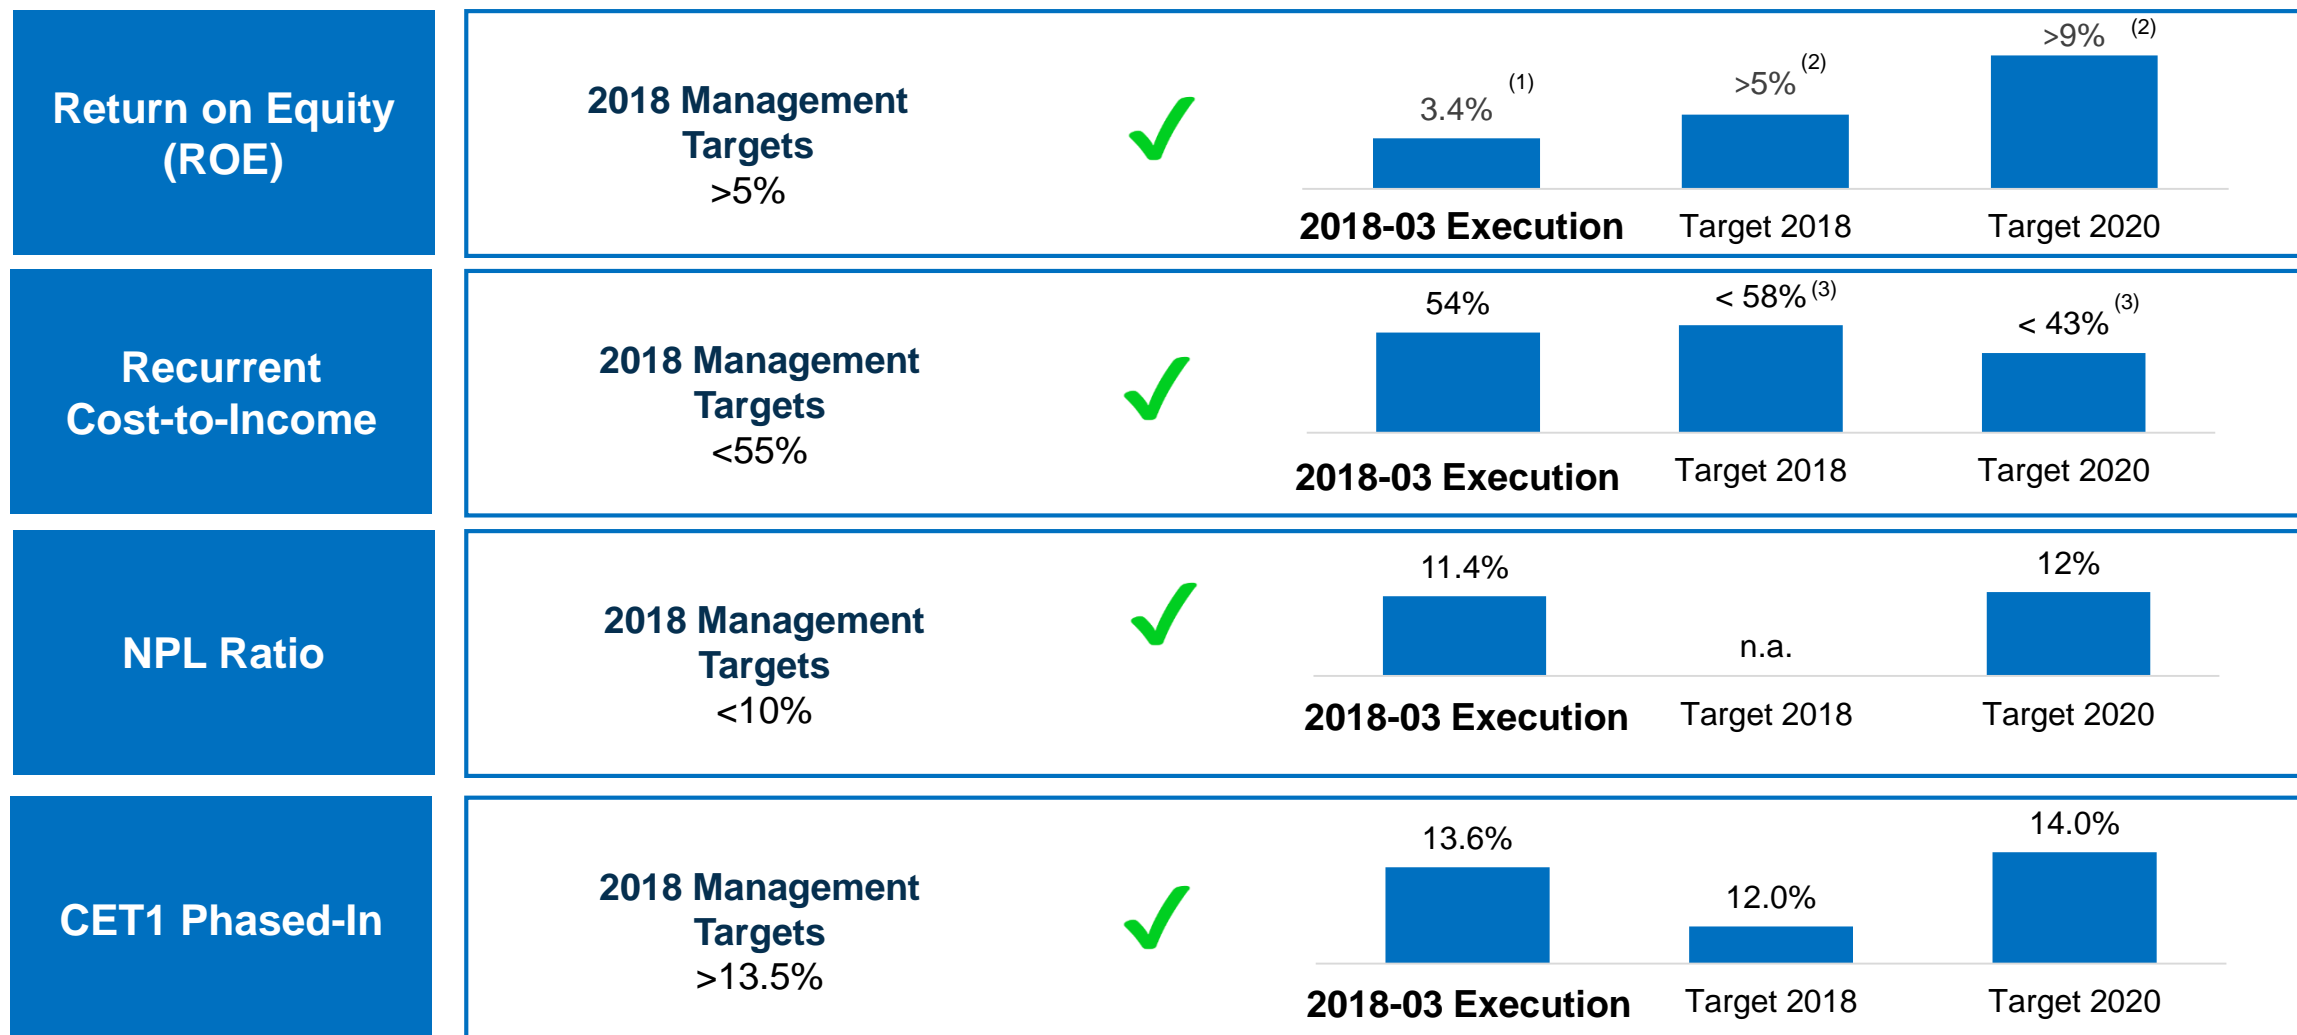 Return on Equity
(ROE)
2018 Management
Targets
>5%
3.4% (1)
>5% (2)
>9% (2)
2018-03 Execution
Target 2018
Target 2020
Recurrent
Cost-to-Income
2018 Management
Targets
<55%
54%
< 58% (3)
< 43% (3)
2018-03 Execution
Target 2018
Target 2020
NPL Ratio
2018 Management
Targets
<10%
11.4%
n.a.
12%
2018-03 Execution
Target 2018
Target 2020
CET1 Phased-In
2018 Management
Targets
>13.5%
13.6%
12.0%
14.0%
2018-03 Execution
Target 2018
Target 2020